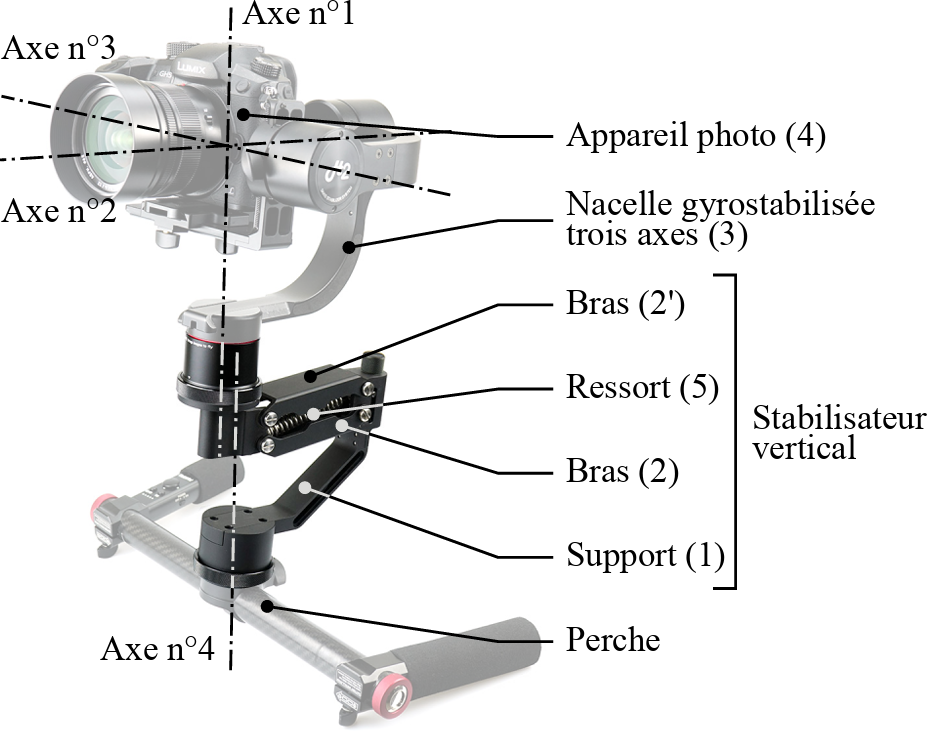 Axe n°1
Axe n°3
LUMIX
GH5
Appareil photo (4)
Axe n°2
Nacelle gyrostabilisée
trois axes (3)
Bras (2')
Ressort (5)
Stabilisateur
vertical
Bras (2)
Support (1)
Perche
Axe n°4